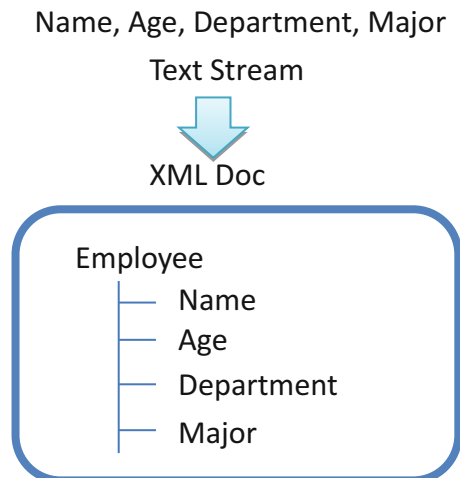 Name, Age, Department, Major
Text Stream
XML Doc
Employee
Name
Age
Department
Major